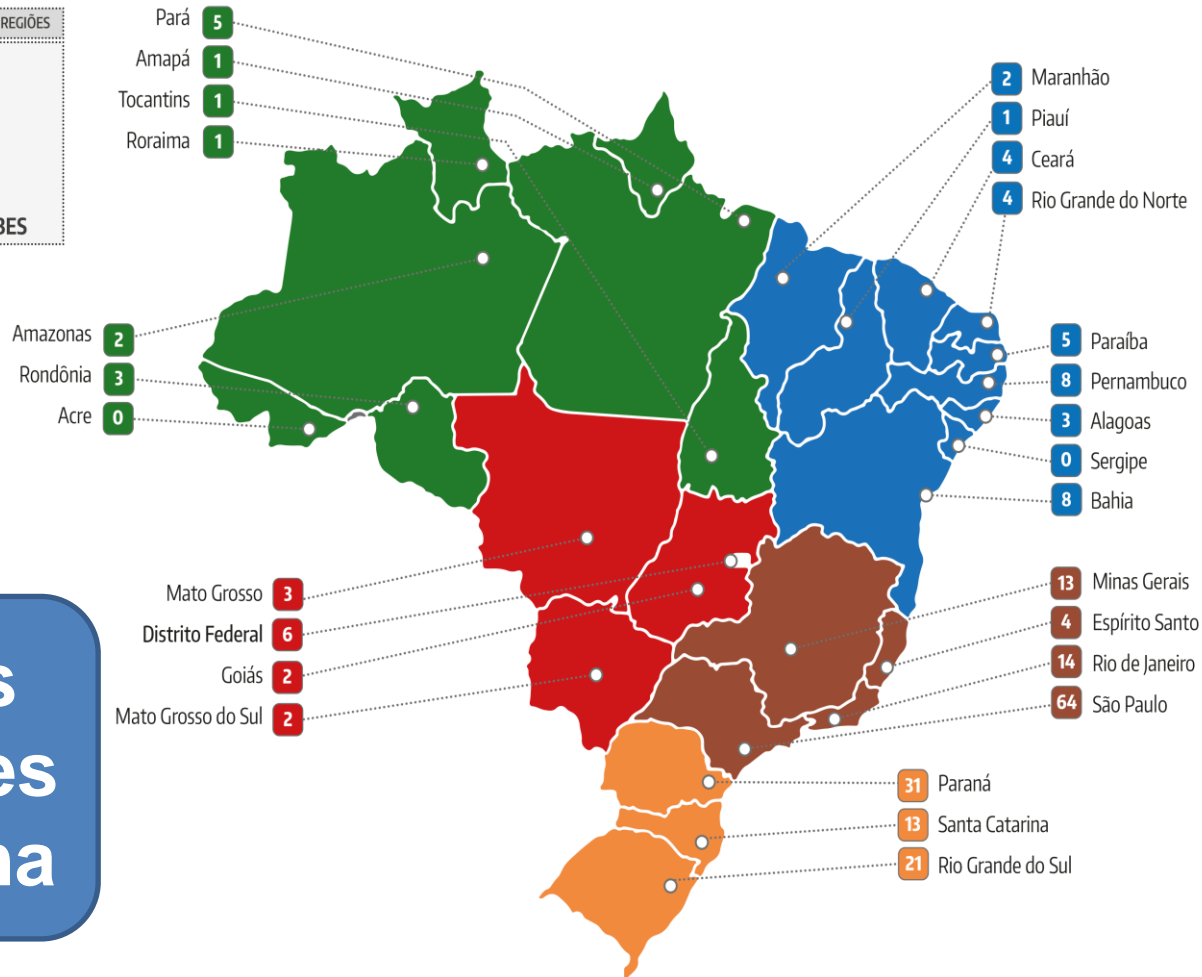 REGIÕES
Pará 5
Amapá 1
Tocantins 1
Roraima 1
Amazonas 2
Rondônia 3
Acre 0
2 Maranhão
1 Piauí
4 Ceará
4 Rio Grande do Norte
5 Paraíba
8 Pernambuco
3 Alagoas
0 Sergipe
8 Bahia
Mato Grosso 3
Distrito Federal 6
Goiás 2
Mato Grosso do Sul 2
13 Minas Gerais
4 Espírito Santo
14 Rio de Janeiro
64 São Paulo
31 Paraná
13 Santa Catarina
21 Rio Grande do Sul